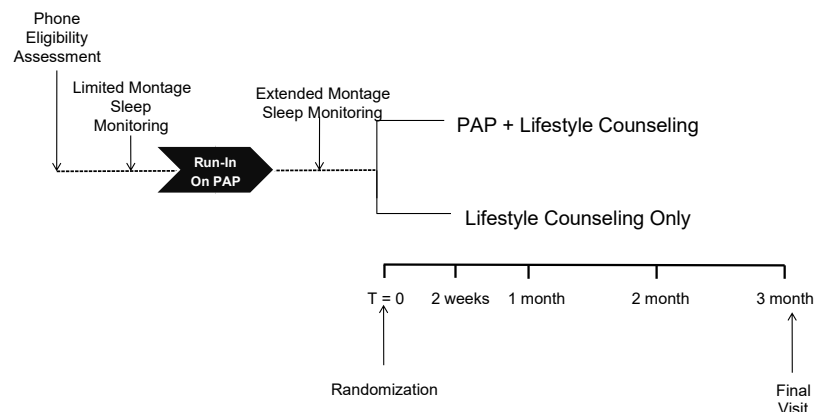 Phone
Eligibility
Assessment
Limited Montage
Sleep
Monitoring
Run-In
On PAP
Extended Montage
Sleep Monitoring
PAP + Lifestyle Counseling
Lifestyle Counseling Only
T = 0
2 weeks
1 month
2 month
3 month
Randomization
Final
Visit